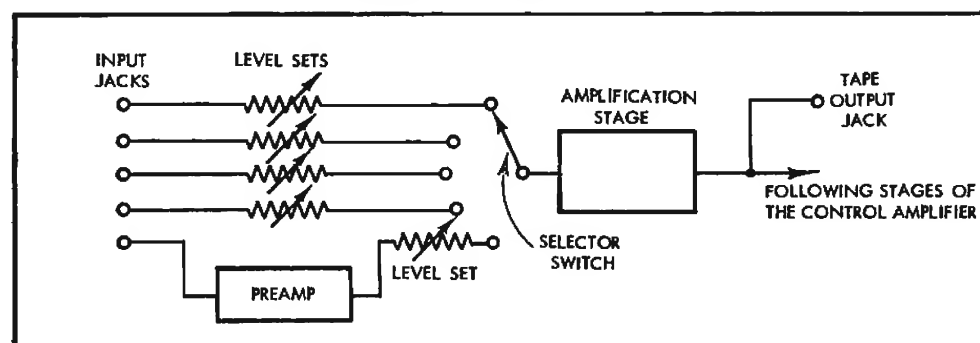 INPUT
JACKS
LEVEL SETS
AMPLIFICATION
STAGE
TAPE
OUTPUT
JACK
FOLLOWING STAGES OF
THE CONTROL AMPLIFIER
SELECTOR
SWITCH
LEVEL SET
PREAMP